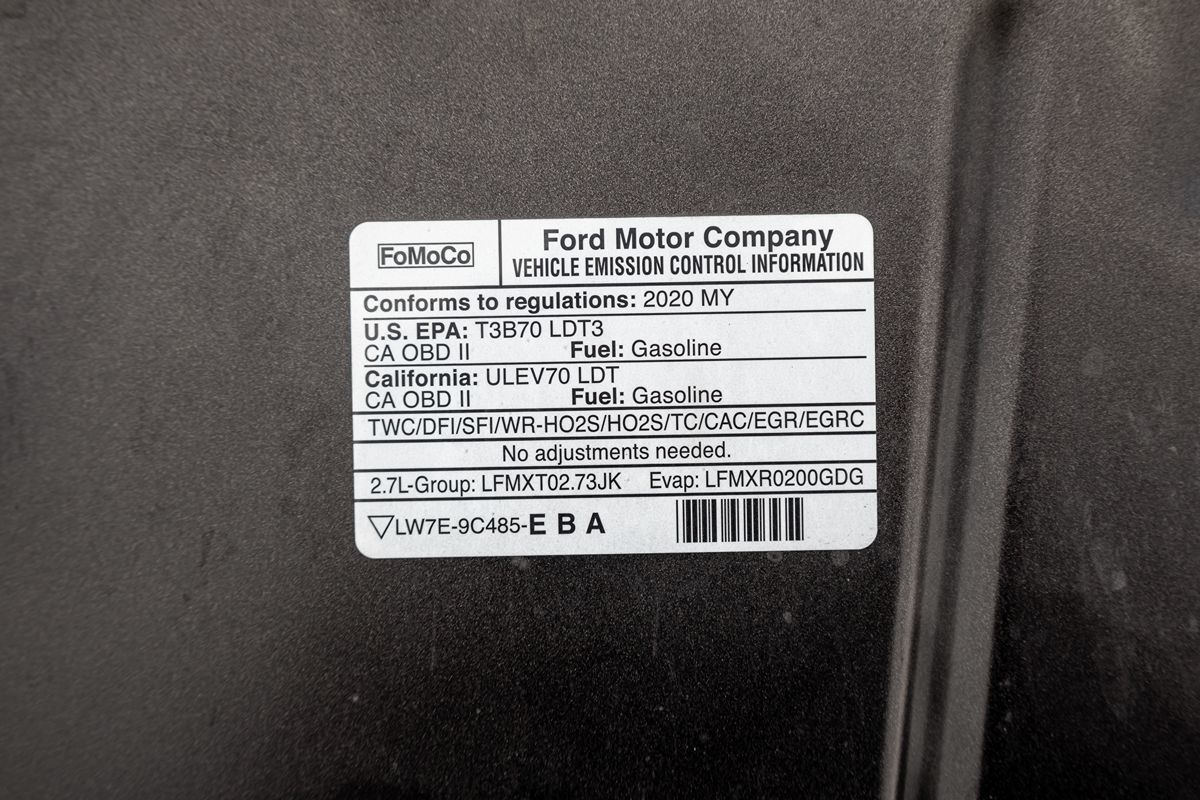 FoMoCo
Ford Motor Company
VEHICLE EMISSION CONTROL INFORMATION
Conforms to regulations: 2020 MY
U.S. EPA: T3B70 LDT3
CA OBD II Fuel: Gasoline
California: ULEV70 LDT
CA OBD II Fuel: Gasoline
TWC/DFI/SFI/WR-HO2S/HO2S/TC/CAC/EGR/EGRC
No adjustments needed.
2.7L-Group: LFMXT02.73JK Evap: LFMXR0200GDG
▽LW7E-9C485-E B A